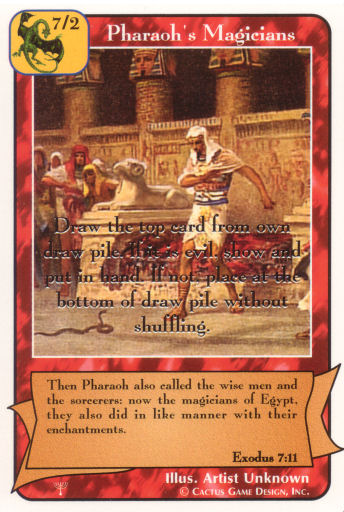 7/2
Pharaoh's Magicians
Draw the top card from own
draw pile. If it is evil, show and
put in hand. If not, place at the
bottom of draw pile without
shuffling.
Then Pharaoh also called the wise men and
the sorcerers: now the magicians of Egypt,
they also did in like manner with their
enchantments.
Exodus 7:11
Illus. Artist Unknown
© Cactus Game Design, Inc.